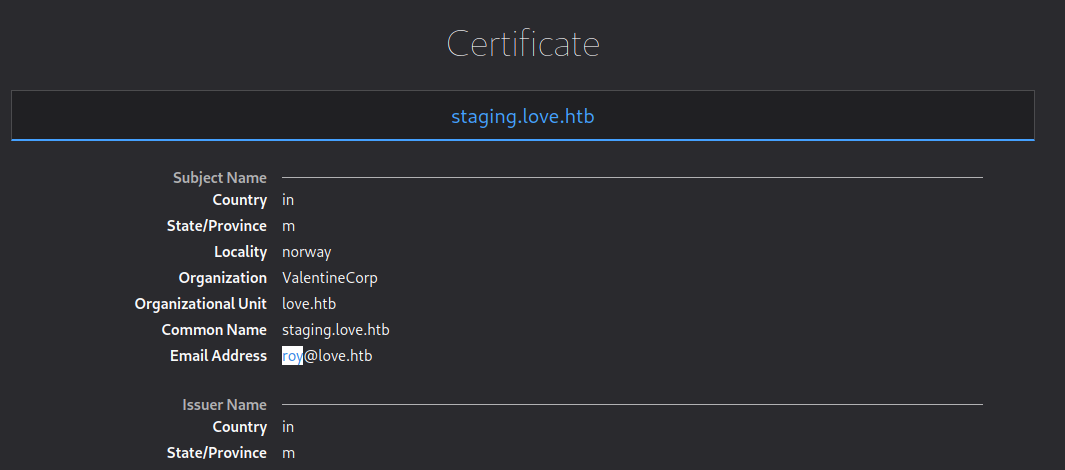 Certificate
staging.love.htb
Subject Name
Country in
State/Province m
Locality norway
Organization ValentineCorp
Organizational Unit love.htb
Common Name staging.love.htb
Email Address roy@love.htb
Issuer Name
Country in
State/Province m